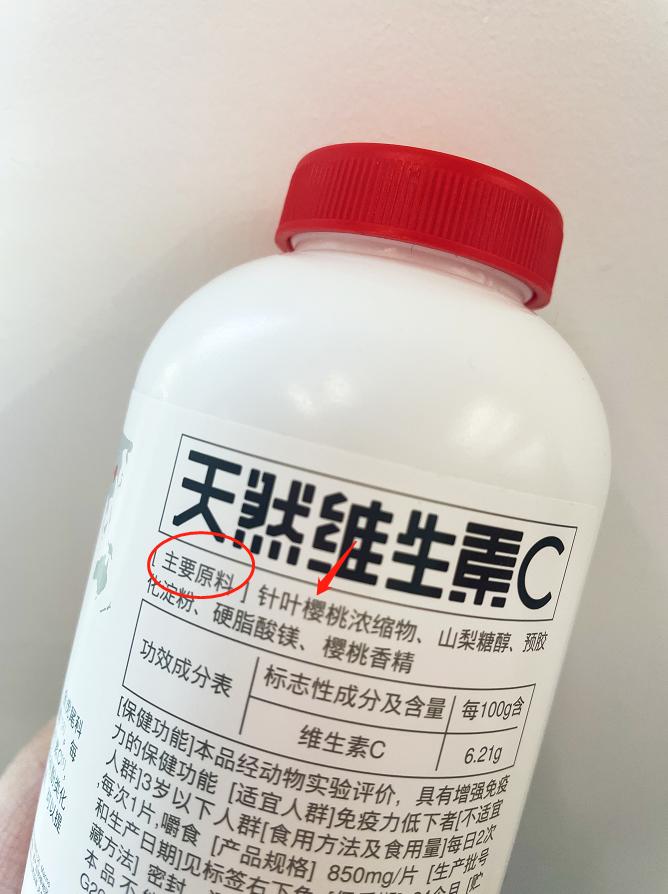 天然维生素C
[主要原料]针叶樱桃浓缩物、山梨糖醇、预胶
化淀粉、硬脂酸镁、樱桃香精
功效成分表
标志性成分及含量
每100g含
维生素C
6.21g
[保健功能]本品经动物实验评价，具有增强免疫
力的保健功能 [适宜人群]免疫力低下者[不适宜
人群]3岁以下人群[食用方法及食用量]每日2次
,每次1片,嚼食 [产品规格] 850mg/片 [生产批号
和生产日期]见标签右下角
藏方法] 密封
本品不